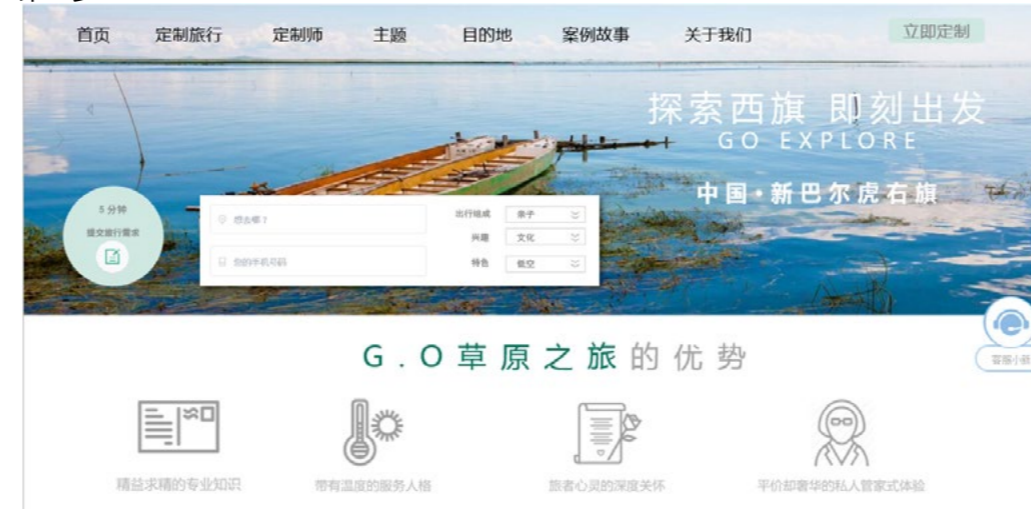 首页 定制旅行 定制师 主题 目的地 案例故事 关于我们 立即定制
探索西旗 即刻出发
GO EXPLORE
中国·新巴尔虎右旗
5分钟
提交旅行需求
想去哪？
您的手机号码
出行组成 亲子
兴趣 文化
特色 低空
G.O草原之旅的优势
精益求精的专业知识 带有温度的服务人格 旅者心灵的深度关怀 平价却奢华的私人管家式体验
客服小